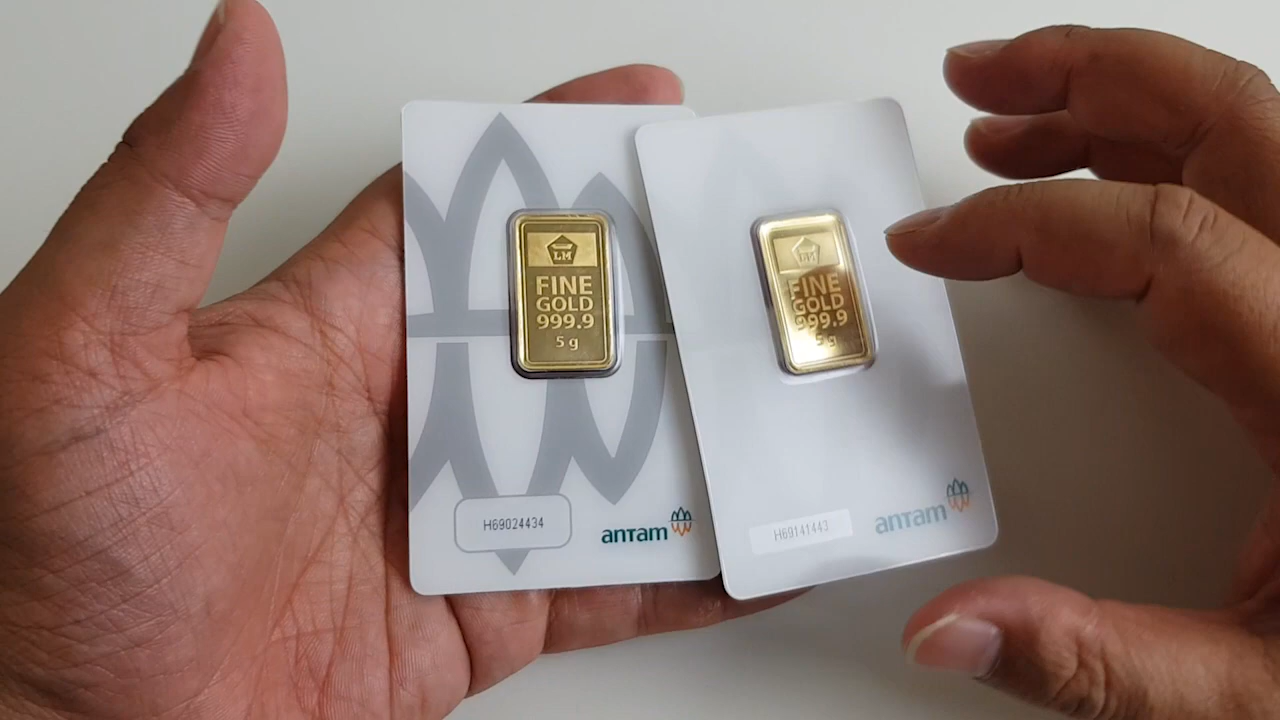 LM
FINE
GOLD
999.9
5 g
H69024434
antam
LM
FINE
GOLD
999.9
5g
H69141443
antam